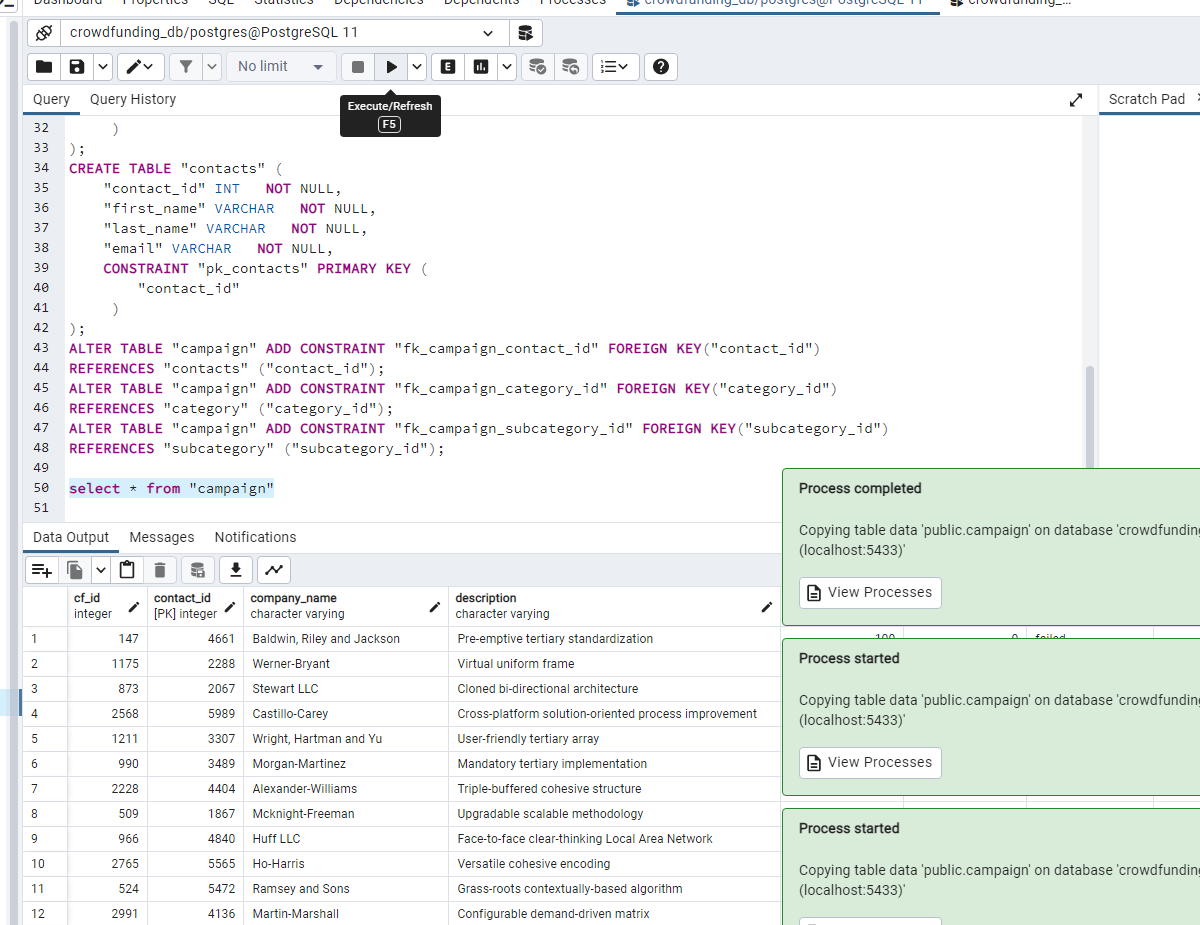 Dashboard Properties SQL Statistics Dependencies Dependents Processes crowdfunding_db/postgres@PostgreSQL 11 crowdfunding_...
crowdfunding_db/postgres@PostgreSQL 11
No limit
E
Query Query History
Execute/Refresh
F5
Scratch Pad
32 )
33 );
34 CREATE TABLE "contacts" (
35 "contact_id" INT NOT NULL,
36 "first_name" VARCHAR NOT NULL,
37 "last_name" VARCHAR NOT NULL,
38 "email" VARCHAR NOT NULL,
39 CONSTRAINT "pk_contacts" PRIMARY KEY (
40 "contact_id"
41 )
42 );
43 ALTER TABLE "campaign" ADD CONSTRAINT "fk_campaign_contact_id" FOREIGN KEY("contact_id")
44 REFERENCES "contacts" ("contact_id");
45 ALTER TABLE "campaign" ADD CONSTRAINT "fk_campaign_category_id" FOREIGN KEY("category_id")
46 REFERENCES "category" ("category_id");
47 ALTER TABLE "campaign" ADD CONSTRAINT "fk_campaign_subcategory_id" FOREIGN KEY("subcategory_id")
48 REFERENCES "subcategory" ("subcategory_id");
49
50 select * from "campaign"
51
Data Output Messages Notifications
cf_id contact_id company_name description
integer [PK] integer character varying character varying
1 147 4661 Baldwin, Riley and Jackson Pre-emptive tertiary standardization 100 0 failed
2 1175 2288 Werner-Bryant Virtual uniform frame
3 873 2067 Stewart LLC Cloned bi-directional architecture
4 2568 5989 Castillo-Carey Cross-platform solution-oriented process improvement
5 1211 3307 Wright, Hartman and Yu User-friendly tertiary array
6 990 3489 Morgan-Martinez Mandatory tertiary implementation
7 2228 4404 Alexander-Williams Triple-buffered cohesive structure
8 509 1867 Mcknight-Freeman Upgradable scalable methodology
9 966 4840 Huff LLC Face-to-face clear-thinking Local Area Network
10 2765 5565 Ho-Harris Versatile cohesive encoding
11 524 5472 Ramsey and Sons Grass-roots contextually-based algorithm
12 2991 4136 Martin-Marshall Configurable demand-driven matrix
Process completed
Copying table data 'public.campaign' on database 'crowdfunding
(localhost:5433)'
View Processes
Process started
Copying table data 'public.campaign' on database 'crowdfunding
(localhost:5433)'
View Processes
Process started
Copying table data 'public.campaign' on database 'crowdfunding
(localhost:5433)'